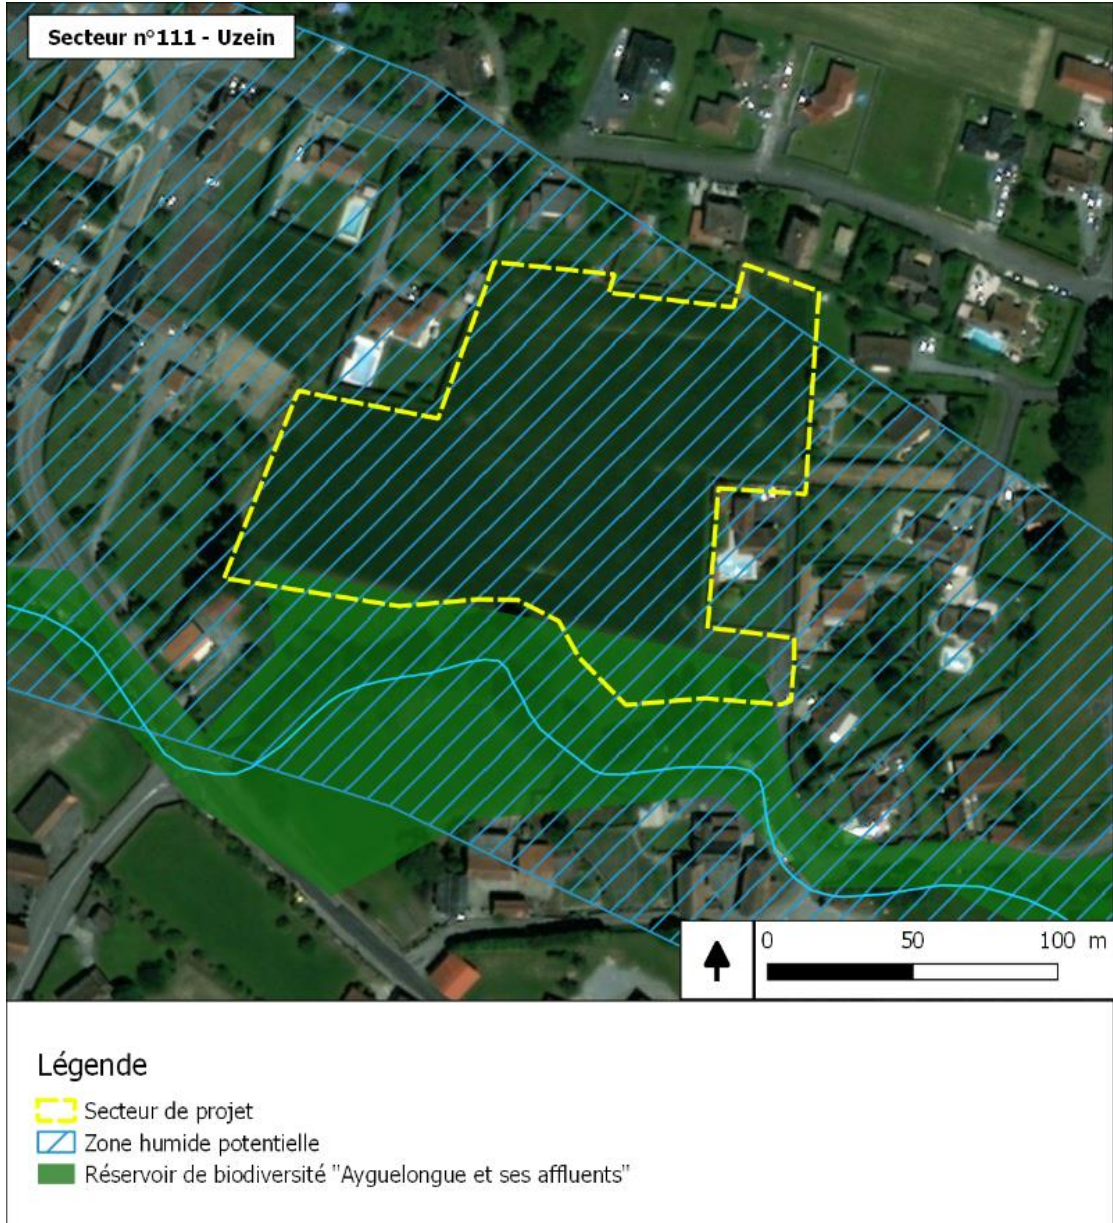 Secteur n°111 - Uzein
0 50 100 m
Légende
Secteur de projet
Zone humide potentielle
Réservoir de biodiversité "Ayguelongue et ses affluents"